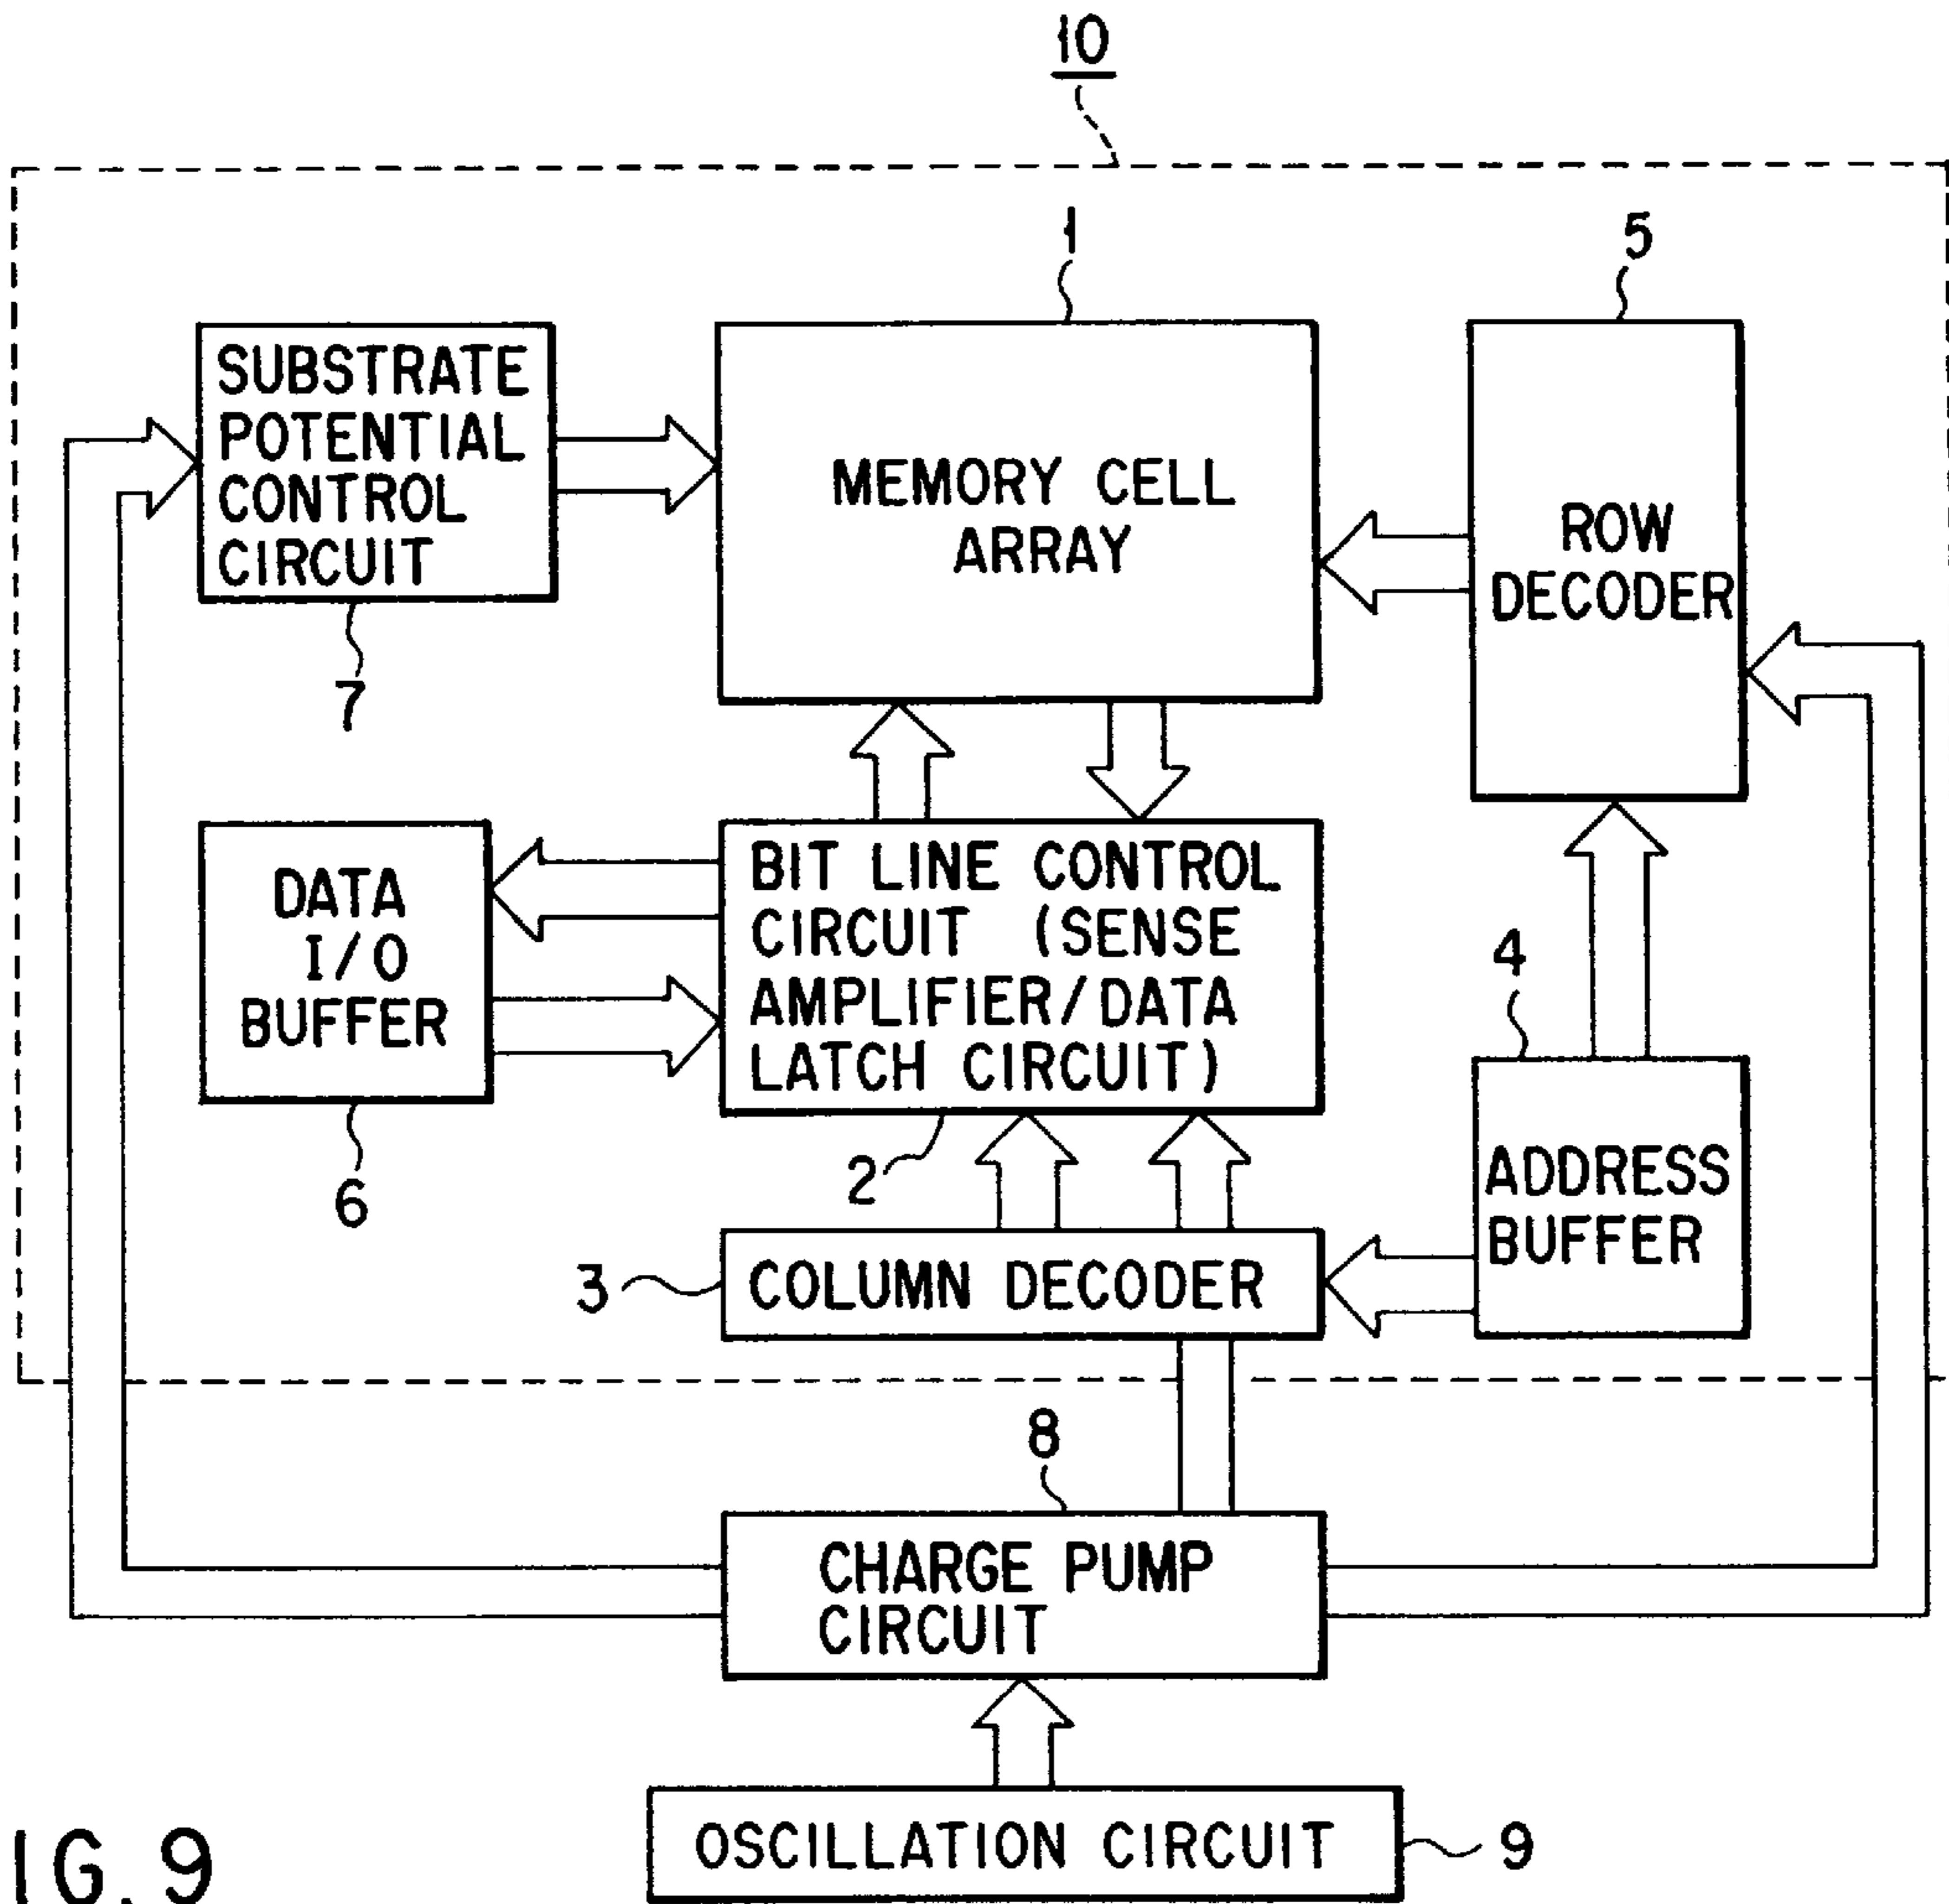 10
1
5
SUBSTRATE
POTENTIAL
CONTROL
CIRCUIT
7
MEMORY CELL
ARRAY
ROW
DECODER
DATA
I/O
BUFFER
6
BIT LINE CONTROL
CIRCUIT (SENSE
AMPLIFIER/DATA
LATCH CIRCUIT)
2
4
ADDRESS
BUFFER
3
COLUMN DECODER
8
CHARGE PUMP
CIRCUIT
OSCILLATION CIRCUIT
9
IG. 9